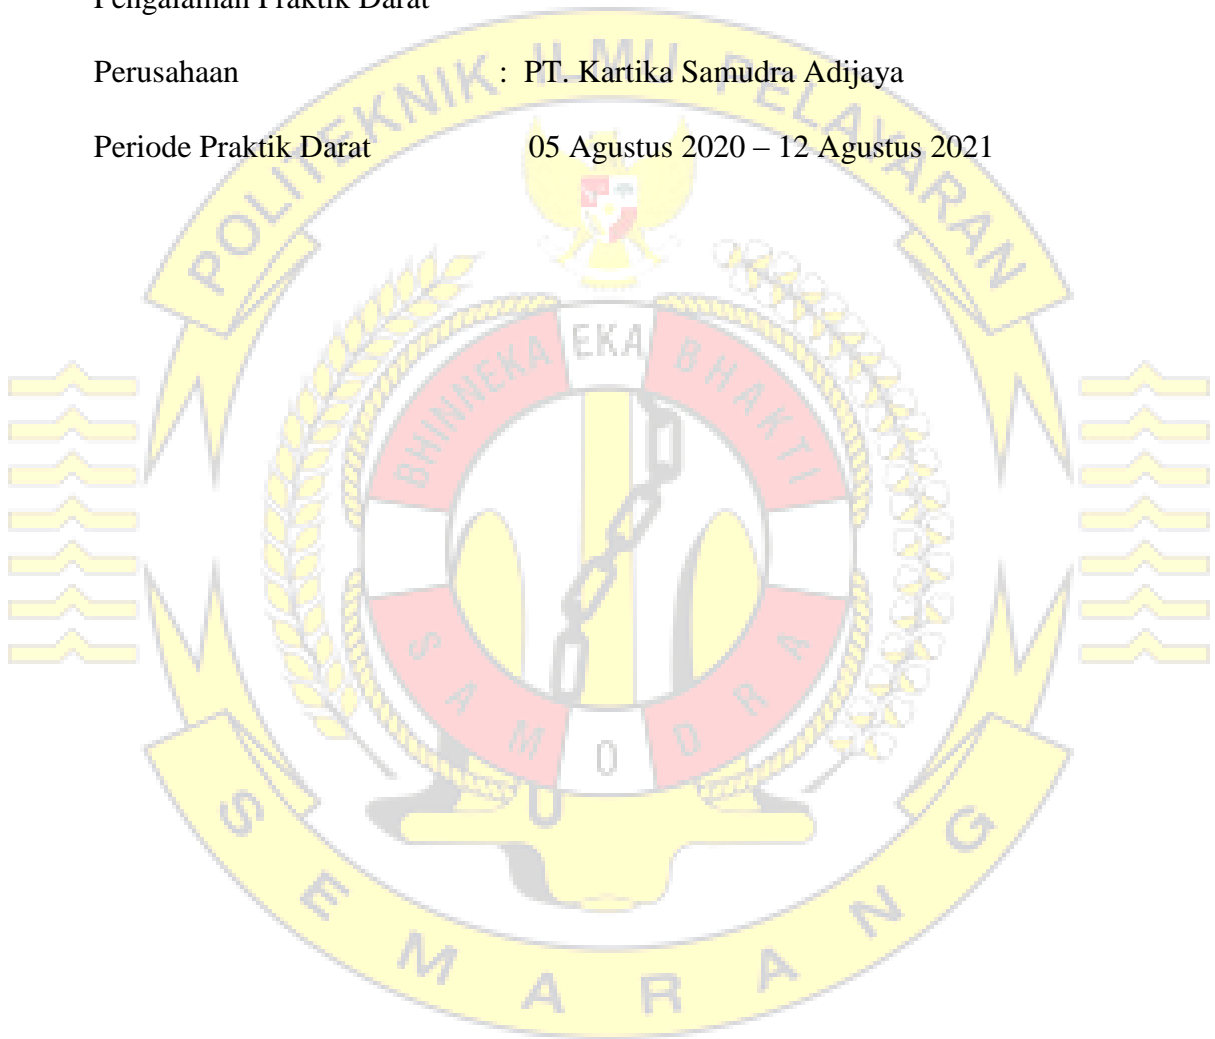 Pengalaman Praktik Darat
Perusahaan : PT. Kartika Samudra Adijaya
Periode Praktik Darat 05 Agustus 2020 – 12 Agustus 2021
POLITEKNIK ILMU PELAYARAN
BHINNEKA EKA BHAKTI
SAMODRA
SEMARANG